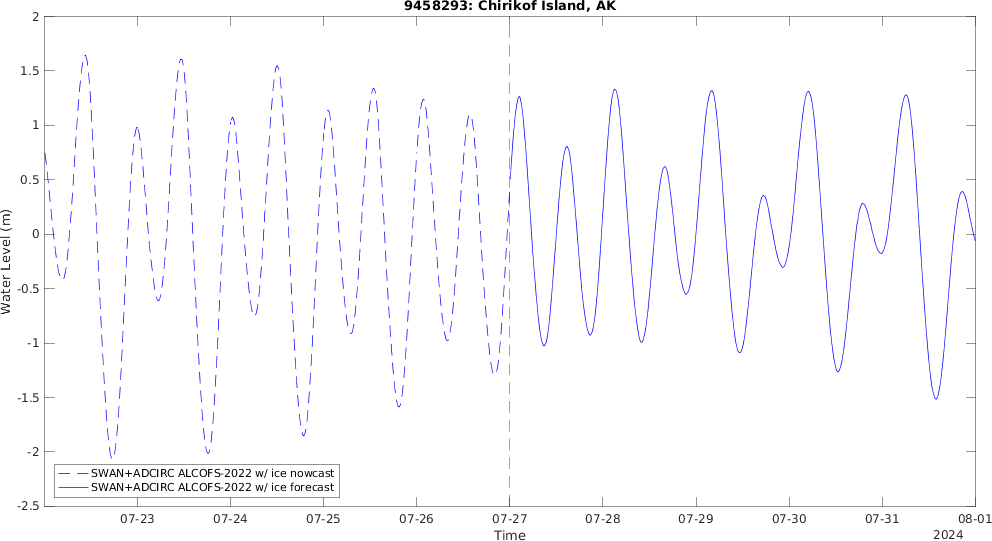 9458293: Chirikof Island, AK
Water Level (m)
2
1.5
1
0.5
0
-0.5
-1
-1.5
-2
-2.5
SWAN+ADCIRC ALCOFS-2022 w/ ice nowcast
SWAN+ADCIRC ALCOFS-2022 w/ ice forecast
07-23 07-24 07-25 07-26 07-27 07-28 07-29 07-30 07-31 08-01
Time
2024